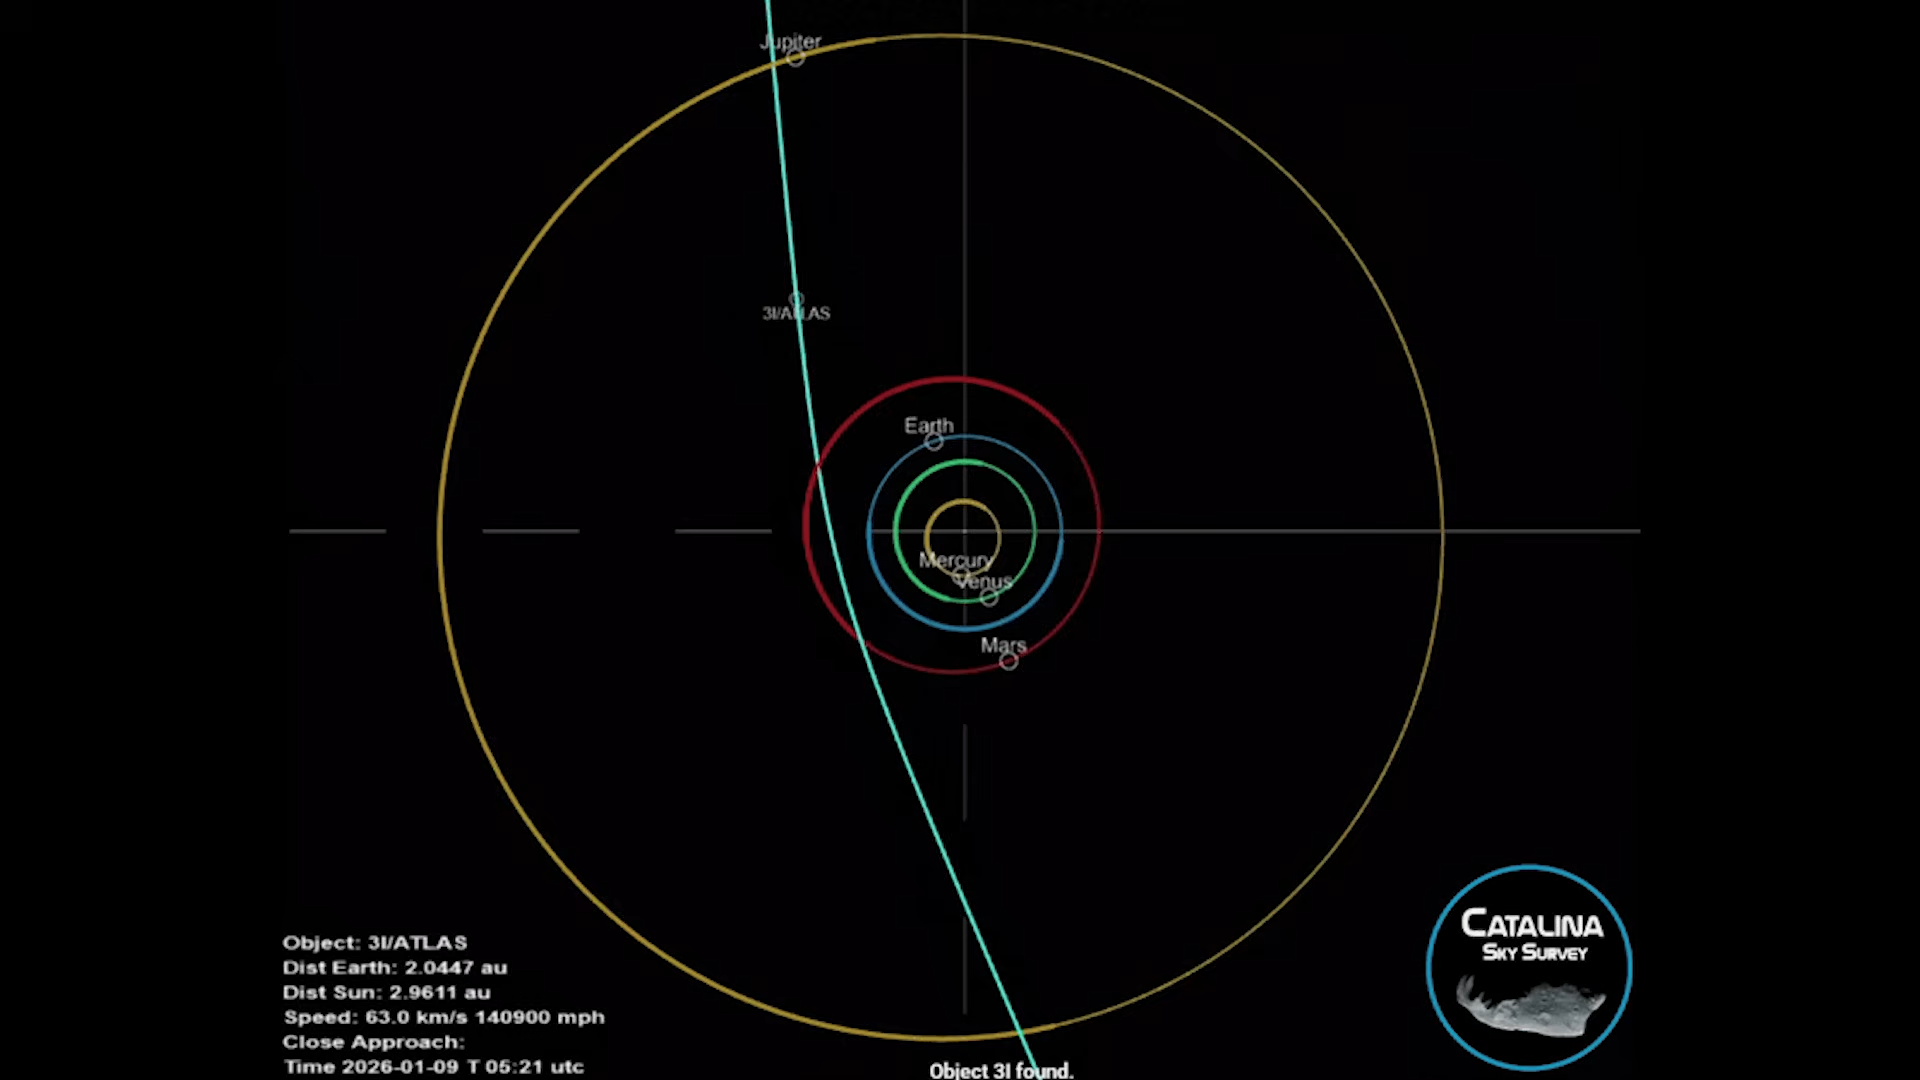 Jupiter
3I/ATLAS
Earth
Mercury
Venus
Mars
Object: 3I/ATLAS
Dist Earth: 2.0447 au
Dist Sun: 2.9611 au
Speed: 63.0 km/s 140900 mph
Close Approach:
Time 2026-01-09 T 05:21 utc
Object 3I found.
CATALINA
SKY SURVEY